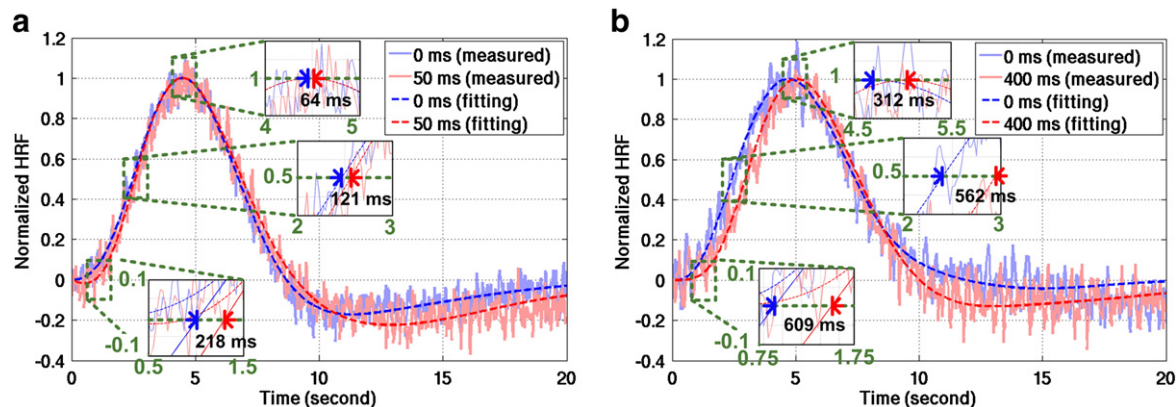 a
Normalized HRF
1.2
1
0.8
0.6
0.4
0.2
0
-0.2
-0.4
0
5
10
15
20
Time (second)
0 ms (measured)
50 ms (measured)
0 ms (fitting)
50 ms (fitting)
1
64 ms
4
5
0.5
121 ms
2
3
0.1
218 ms
-0.1
0.5
1.5
b
Normalized HRF
1.2
1
0.8
0.6
0.4
0.2
0
-0.2
-0.4
0
5
10
15
20
Time (second)
0 ms (measured)
400 ms (measured)
0 ms (fitting)
400 ms (fitting)
1
312 ms
4.5
5.5
0.5
562 ms
2
3
0.1
609 ms
-0.1
0.75
1.75